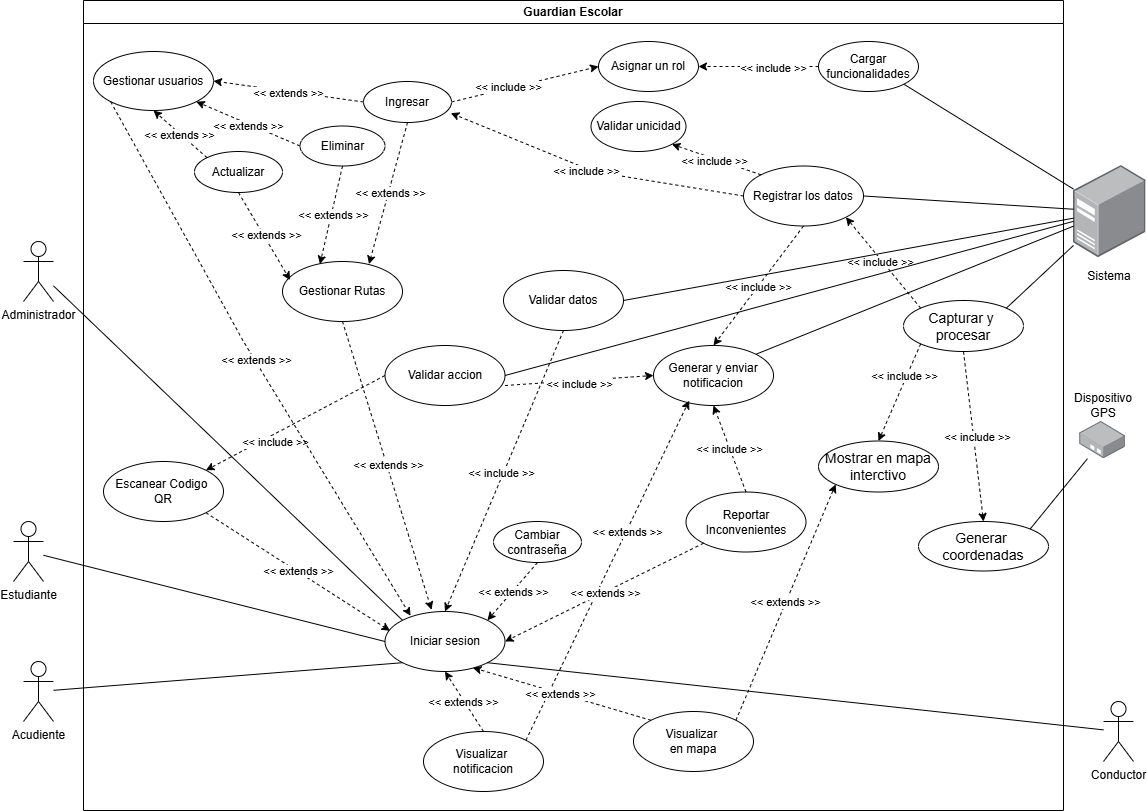 Guardian Escolar
Gestionar usuarios
Asignar un rol
Cargar
funcionalidades
<< include >>
<< extends >>
<< include >>
Ingresar
<< extends >>
Validar unicidad
<< extends >>
Eliminar
<< include >>
Actualizar
<< include >>
<< extends >>
Registrar los datos
<< extends >>
<< extends >>
<< include >>
Sistema
Gestionar Rutas
<< include >>
Validar datos
Administrador
Capturar y
procesar
<< extends >>
Validar accion
Generar y enviar
notificacion
<< include >>
<< include >>
Dispositivo
GPS
<< include >>
<< include >>
<< include >>
<< extends >>
<< include >>
Mostrar en mapa
interctivo
Escanear Codigo
QR
Reportar
Inconvenientes
Cambiar
contraseña
<< extends >>
Generar
coordenadas
<< extends >>
Estudiante
<< extends >>
<< extends >>
<< extends >>
Iniciar sesion
<< extends >>
<< extends >>
Acudiente
Visualizar
en mapa
Visualizar
notificacion
Conductor